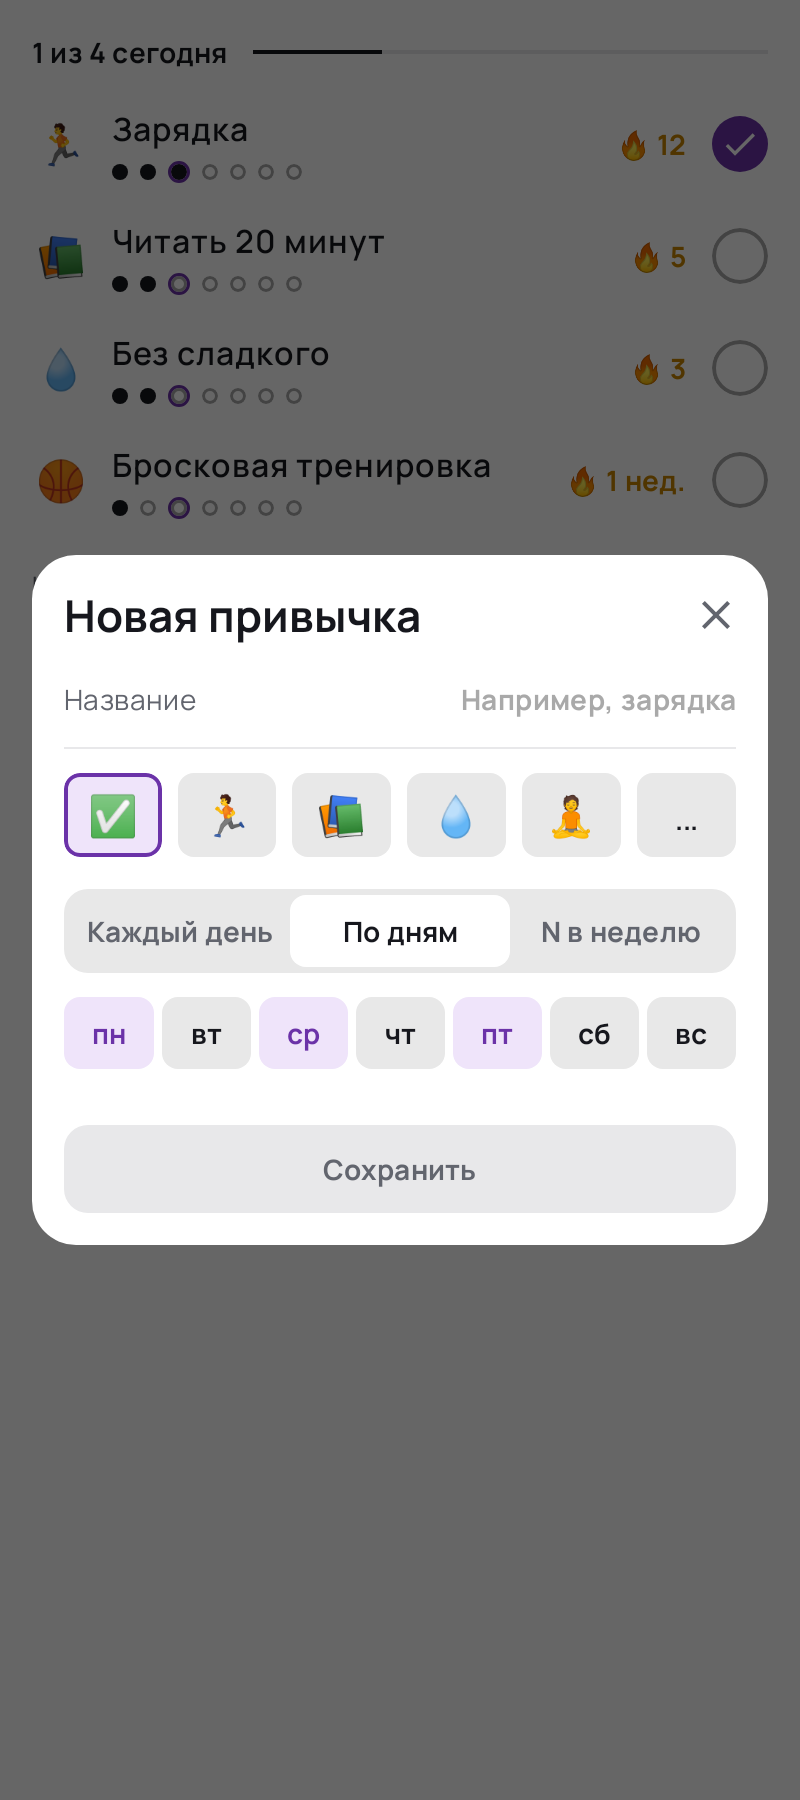 1 из 4 сегодня
Зарядка
12
Читать 20 минут
5
Без сладкого
3
Бросковая тренировка
1 нед.
Новая привычка
Название Например, зарядка
...
Каждый день По дням N в неделю
пн вт ср чт пт сб вс
Сохранить